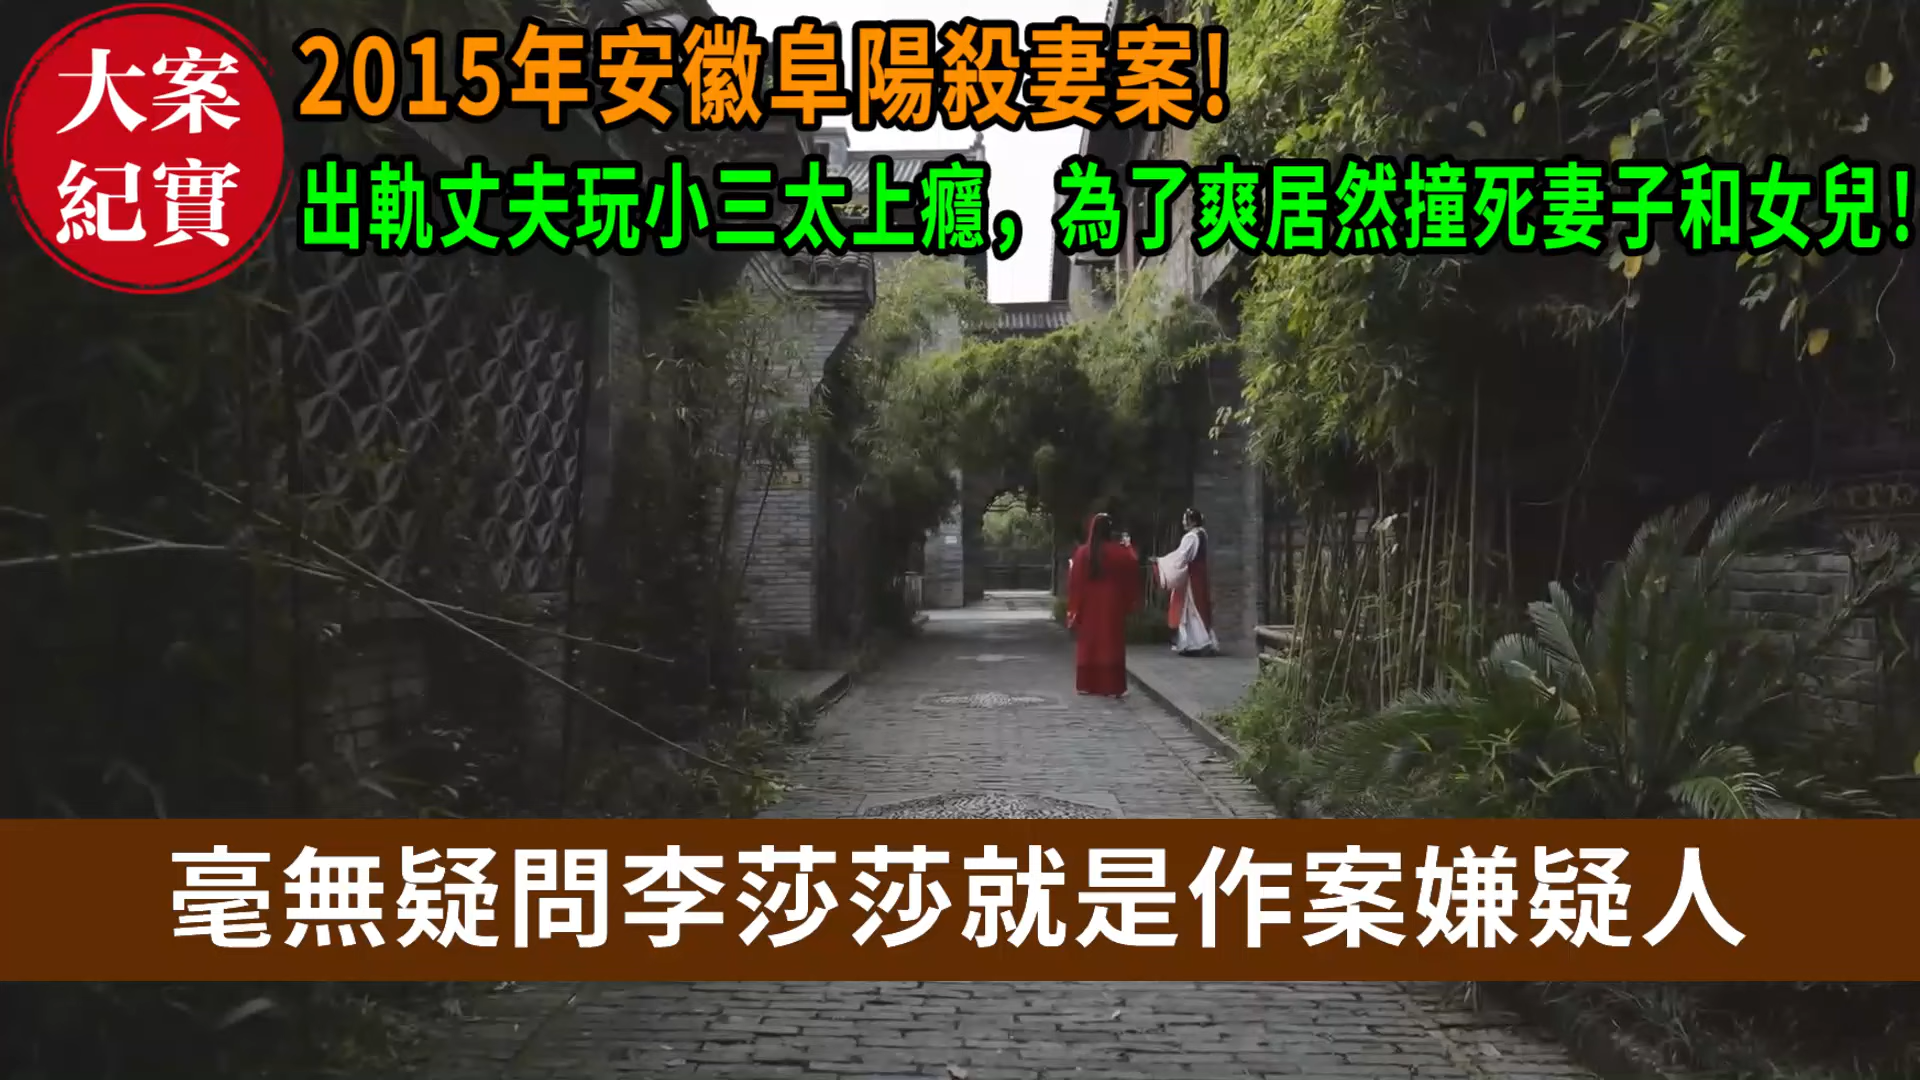 大案
紀實
2015年安徽阜陽殺妻案!
出軌丈夫玩小三太上癮，為了爽居然撞死妻子和女兒!
毫無疑問李莎莎就是作案嫌疑人